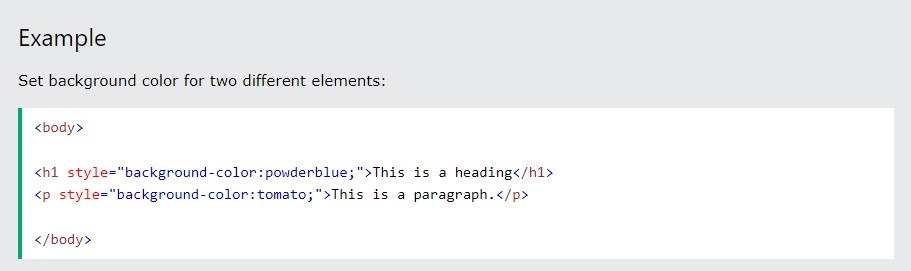 Example
Set background color for two different elements:
<body>
<h1 style="background-color:powderblue;">This is a heading</h1>
<p style="background-color:tomato;">This is a paragraph.</p>
</body>